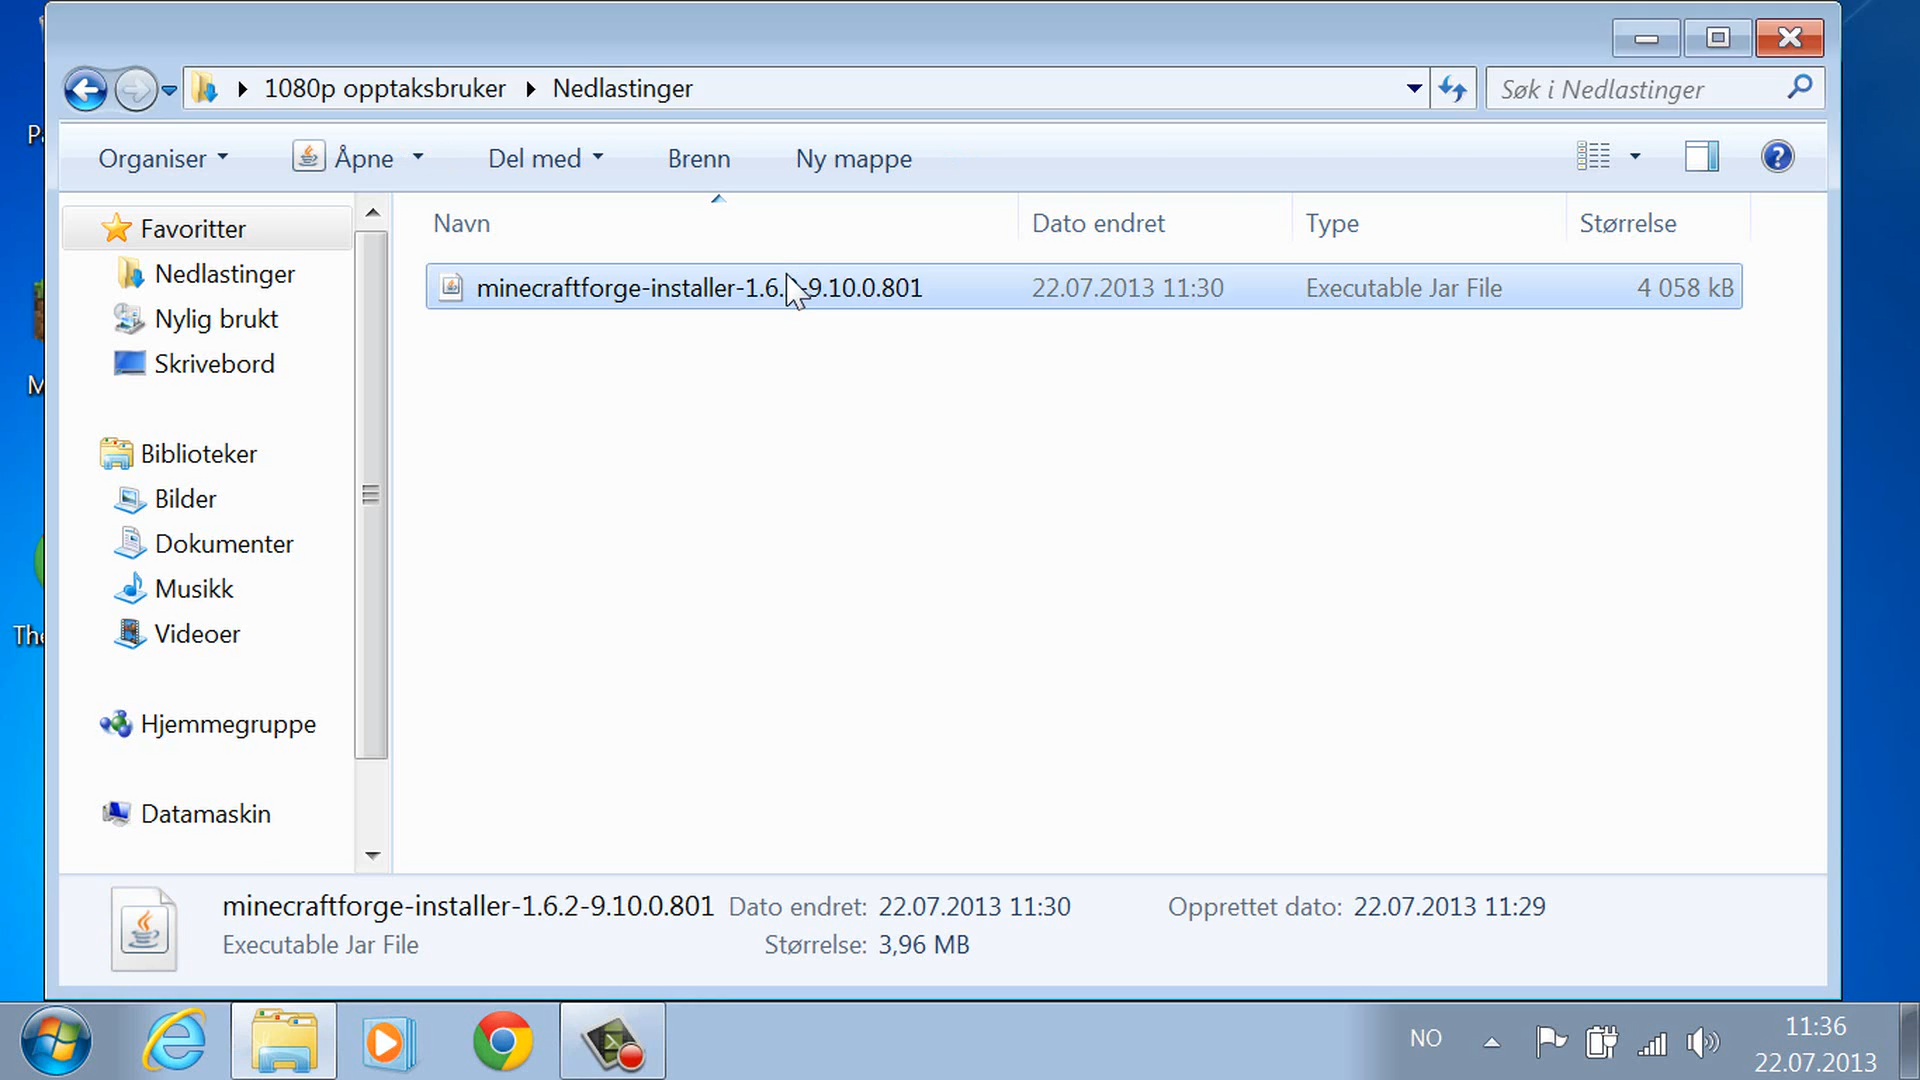 1080p opptaksbruker
Nedlastinger
Søk i Nedlastinger
Organiser
Åpne
Del med
Brenn
Ny mappe
Favoritter
Nedlastinger
Nylig brukt
Skrivebord
Biblioteker
Bilder
Dokumenter
Musikk
Videoer
Hjemmegruppe
Datamaskin
Navn
Dato endret
Type
Størrelse
minecraftforge-installer-1.6. -9.10.0.801
22.07.2013 11:30
Executable Jar File
4 058 kB
minecraftforge-installer-1.6.2-9.10.0.801
Dato endret: 22.07.2013 11:30
Opprettet dato: 22.07.2013 11:29
Executable Jar File
Størrelse: 3,96 MB
NO
11:36
22.07.2013